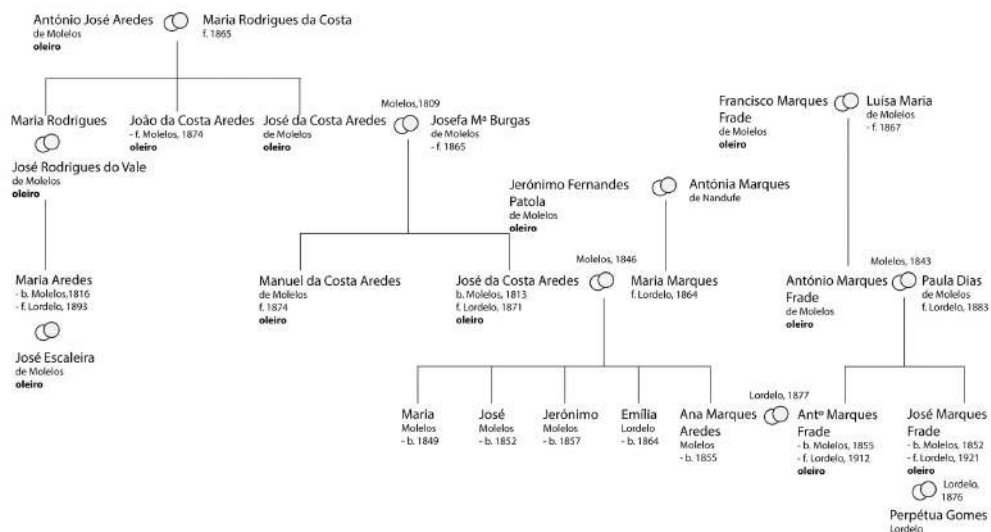 António José Aredes
de Molelos
oleiro
Maria Rodrigues da Costa
f. 1865
Maria Rodrigues
José Rodrigues do Vale
de Molelos
oleiro
João da Costa Aredes
- f. Molelos, 1874
oleiro
José da Costa Aredes
de Molelos
oleiro
Molelos,1809
Josefa Mª Burgas
de Molelos
- f. 1865
Francisco Marques
Frade
de Molelos
oleiro
Luísa Maria
de Molelos
- f. 1867
Jerónimo Fernandes
Patola
de Molelos
oleiro
Antónia Marques
de Nandufe
Maria Aredes
- b. Molelos,1816
- f. Lordelo, 1893
José Escaleira
de Molelos
oleiro
Manuel da Costa Aredes
de Molelos
f. 1874
oleiro
José da Costa Aredes
b. Molelos, 1813
f. Lordelo, 1871
oleiro
Molelos, 1846
Maria Marques
f. Lordelo, 1864
António Marques
Frade
de Molelos
oleiro
Molelos, 1843
Paula Dias
de Molelos
f. Lordelo, 1883
Maria
Molelos
- b. 1849
José
Molelos
- b. 1852
Jerónimo
Molelos
- b. 1857
Emília
Lordelo
- b. 1864
Ana Marques
Aredes
Molelos
- b. 1855
Lordelo, 1877
Antº Marques
Frade
- b. Molelos, 1855
- f. Lordelo, 1912
oleiro
José Marques
Frade
- b. Molelos, 1852
- f. Lordelo, 1921
oleiro
Lordelo,
1876
Perpétua Gomes
Lordelo